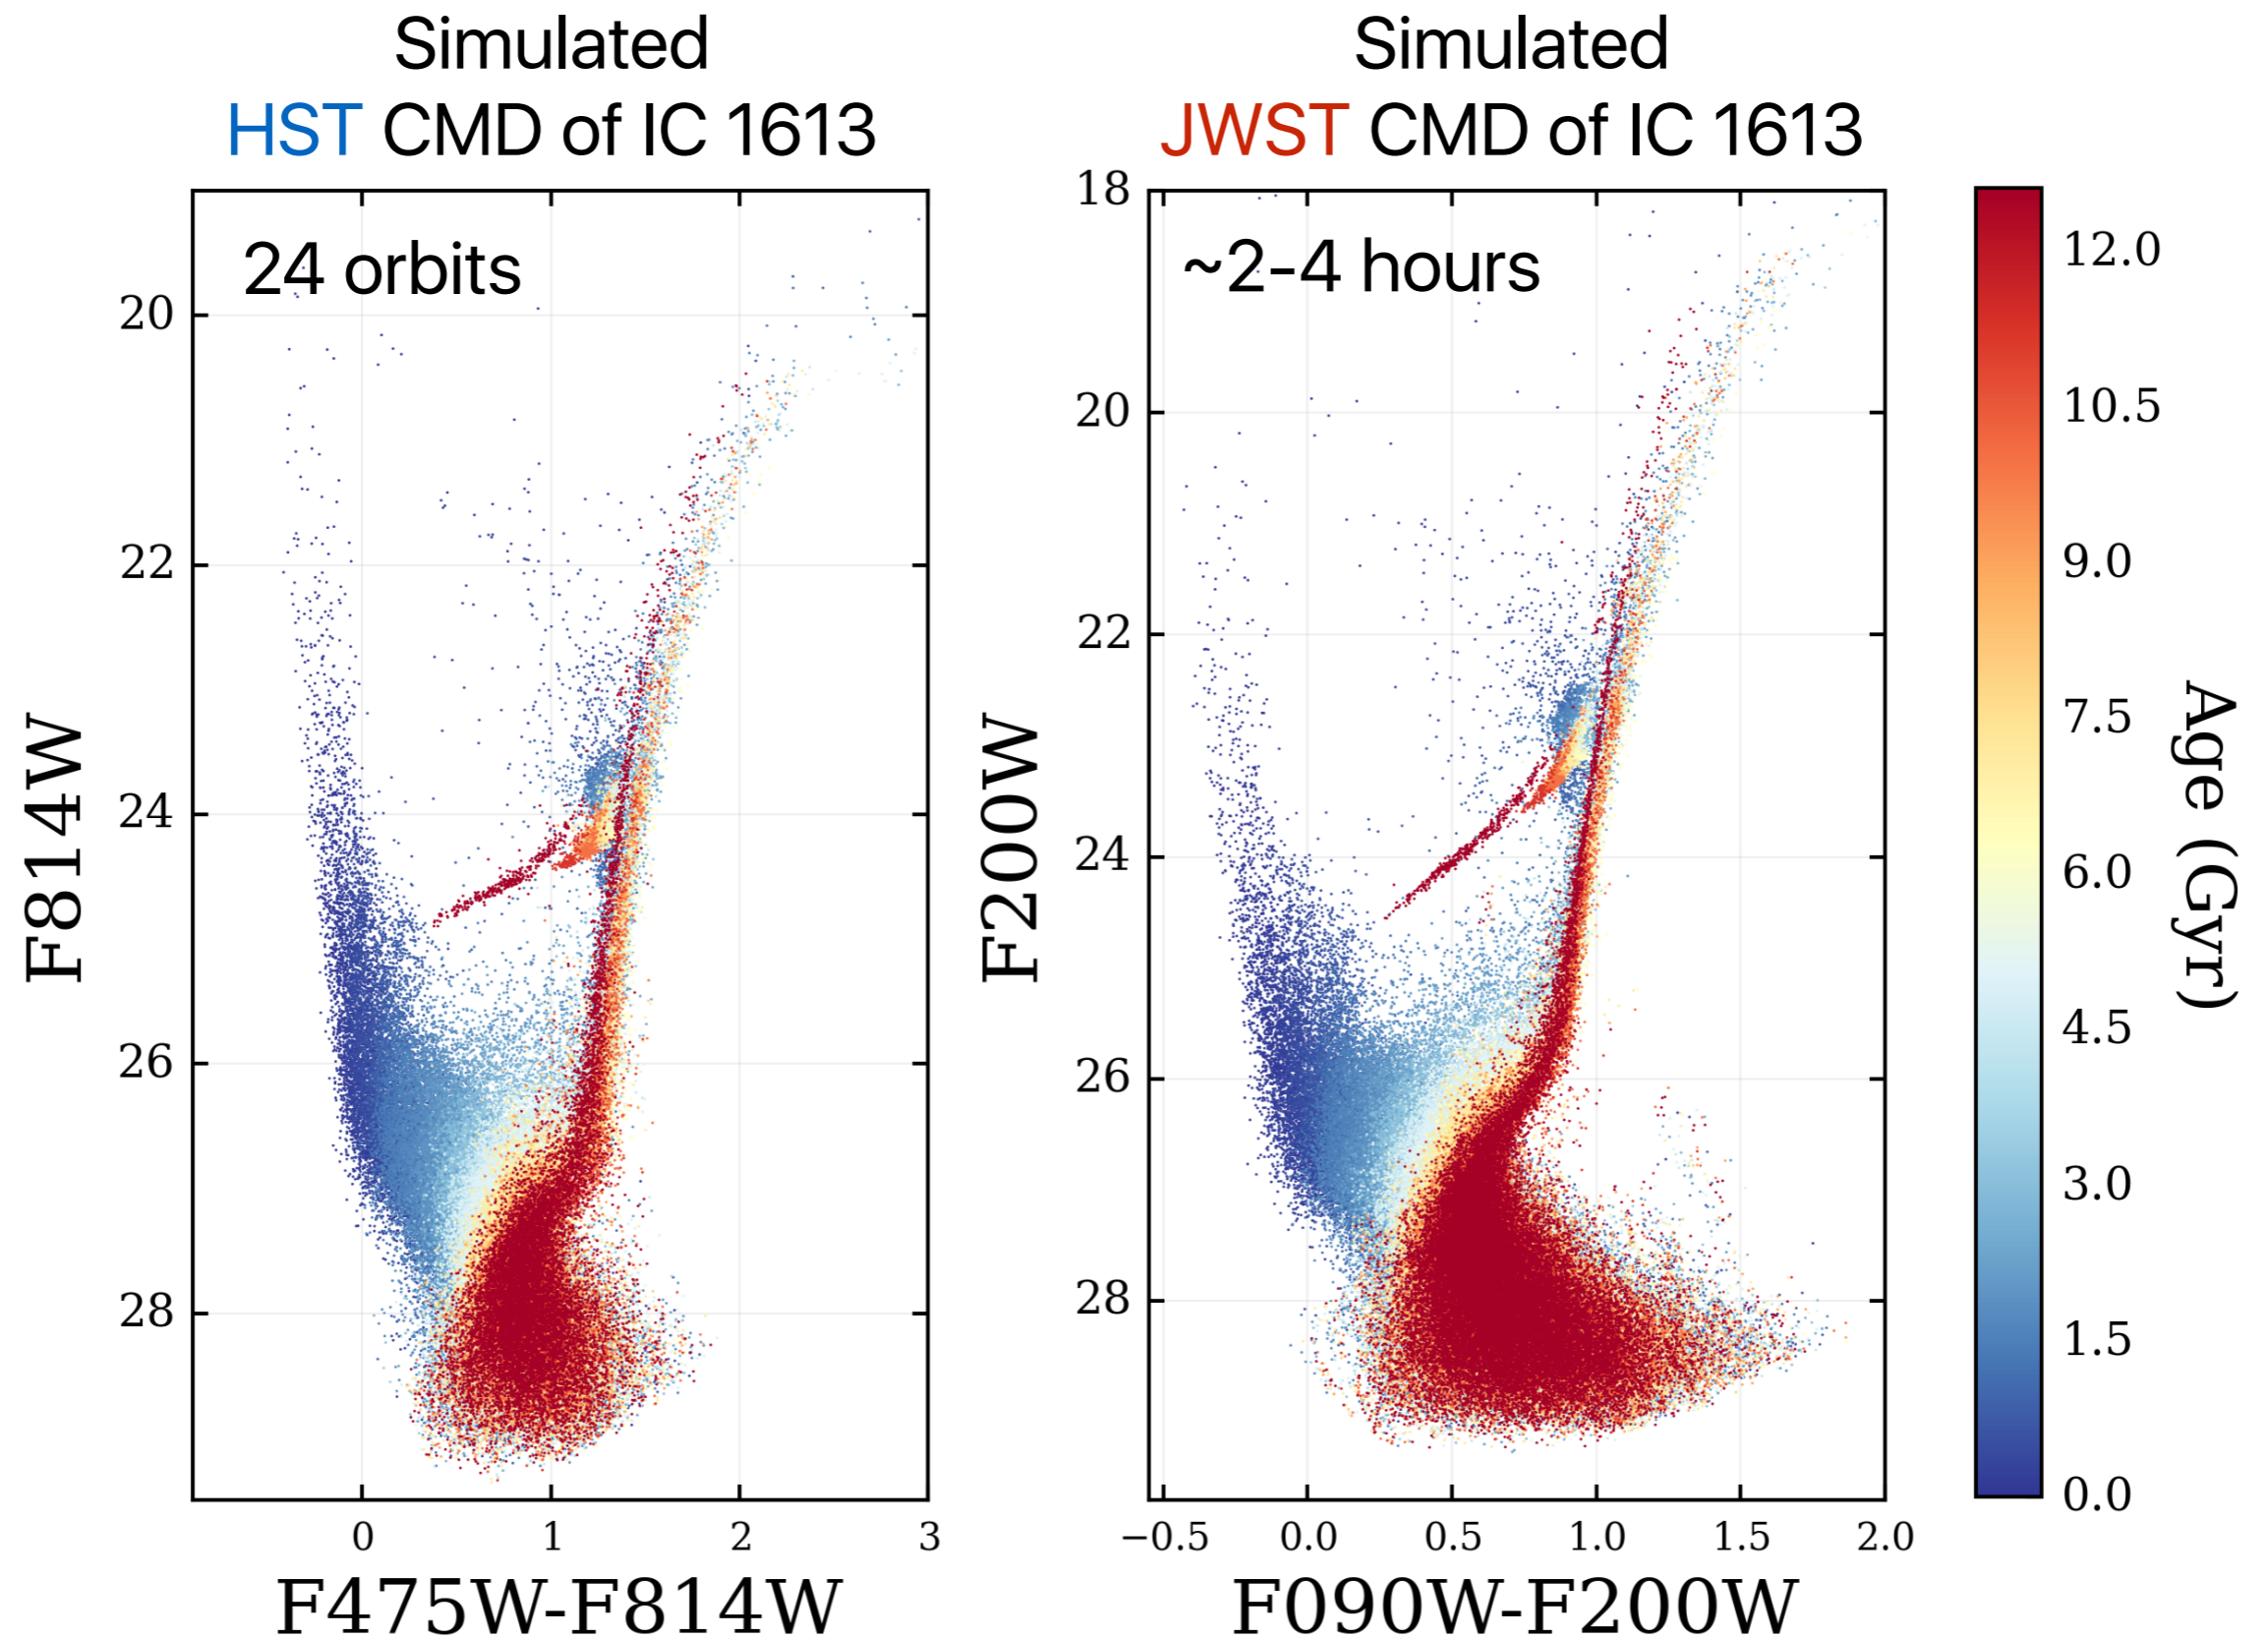 Simulated
HST CMD of IC 1613
24 orbits
20
22
24
26
28
F814W
0 1 2 3
F475W-F814W
Simulated
JWST CMD of IC 1613
~2-4 hours
18
20
22
24
26
28
F200W
−0.5 0.0 0.5 1.0 1.5 2.0
F090W-F200W
12.0
10.5
9.0
7.5
6.0
4.5
3.0
1.5
0.0
Age (Gyr)